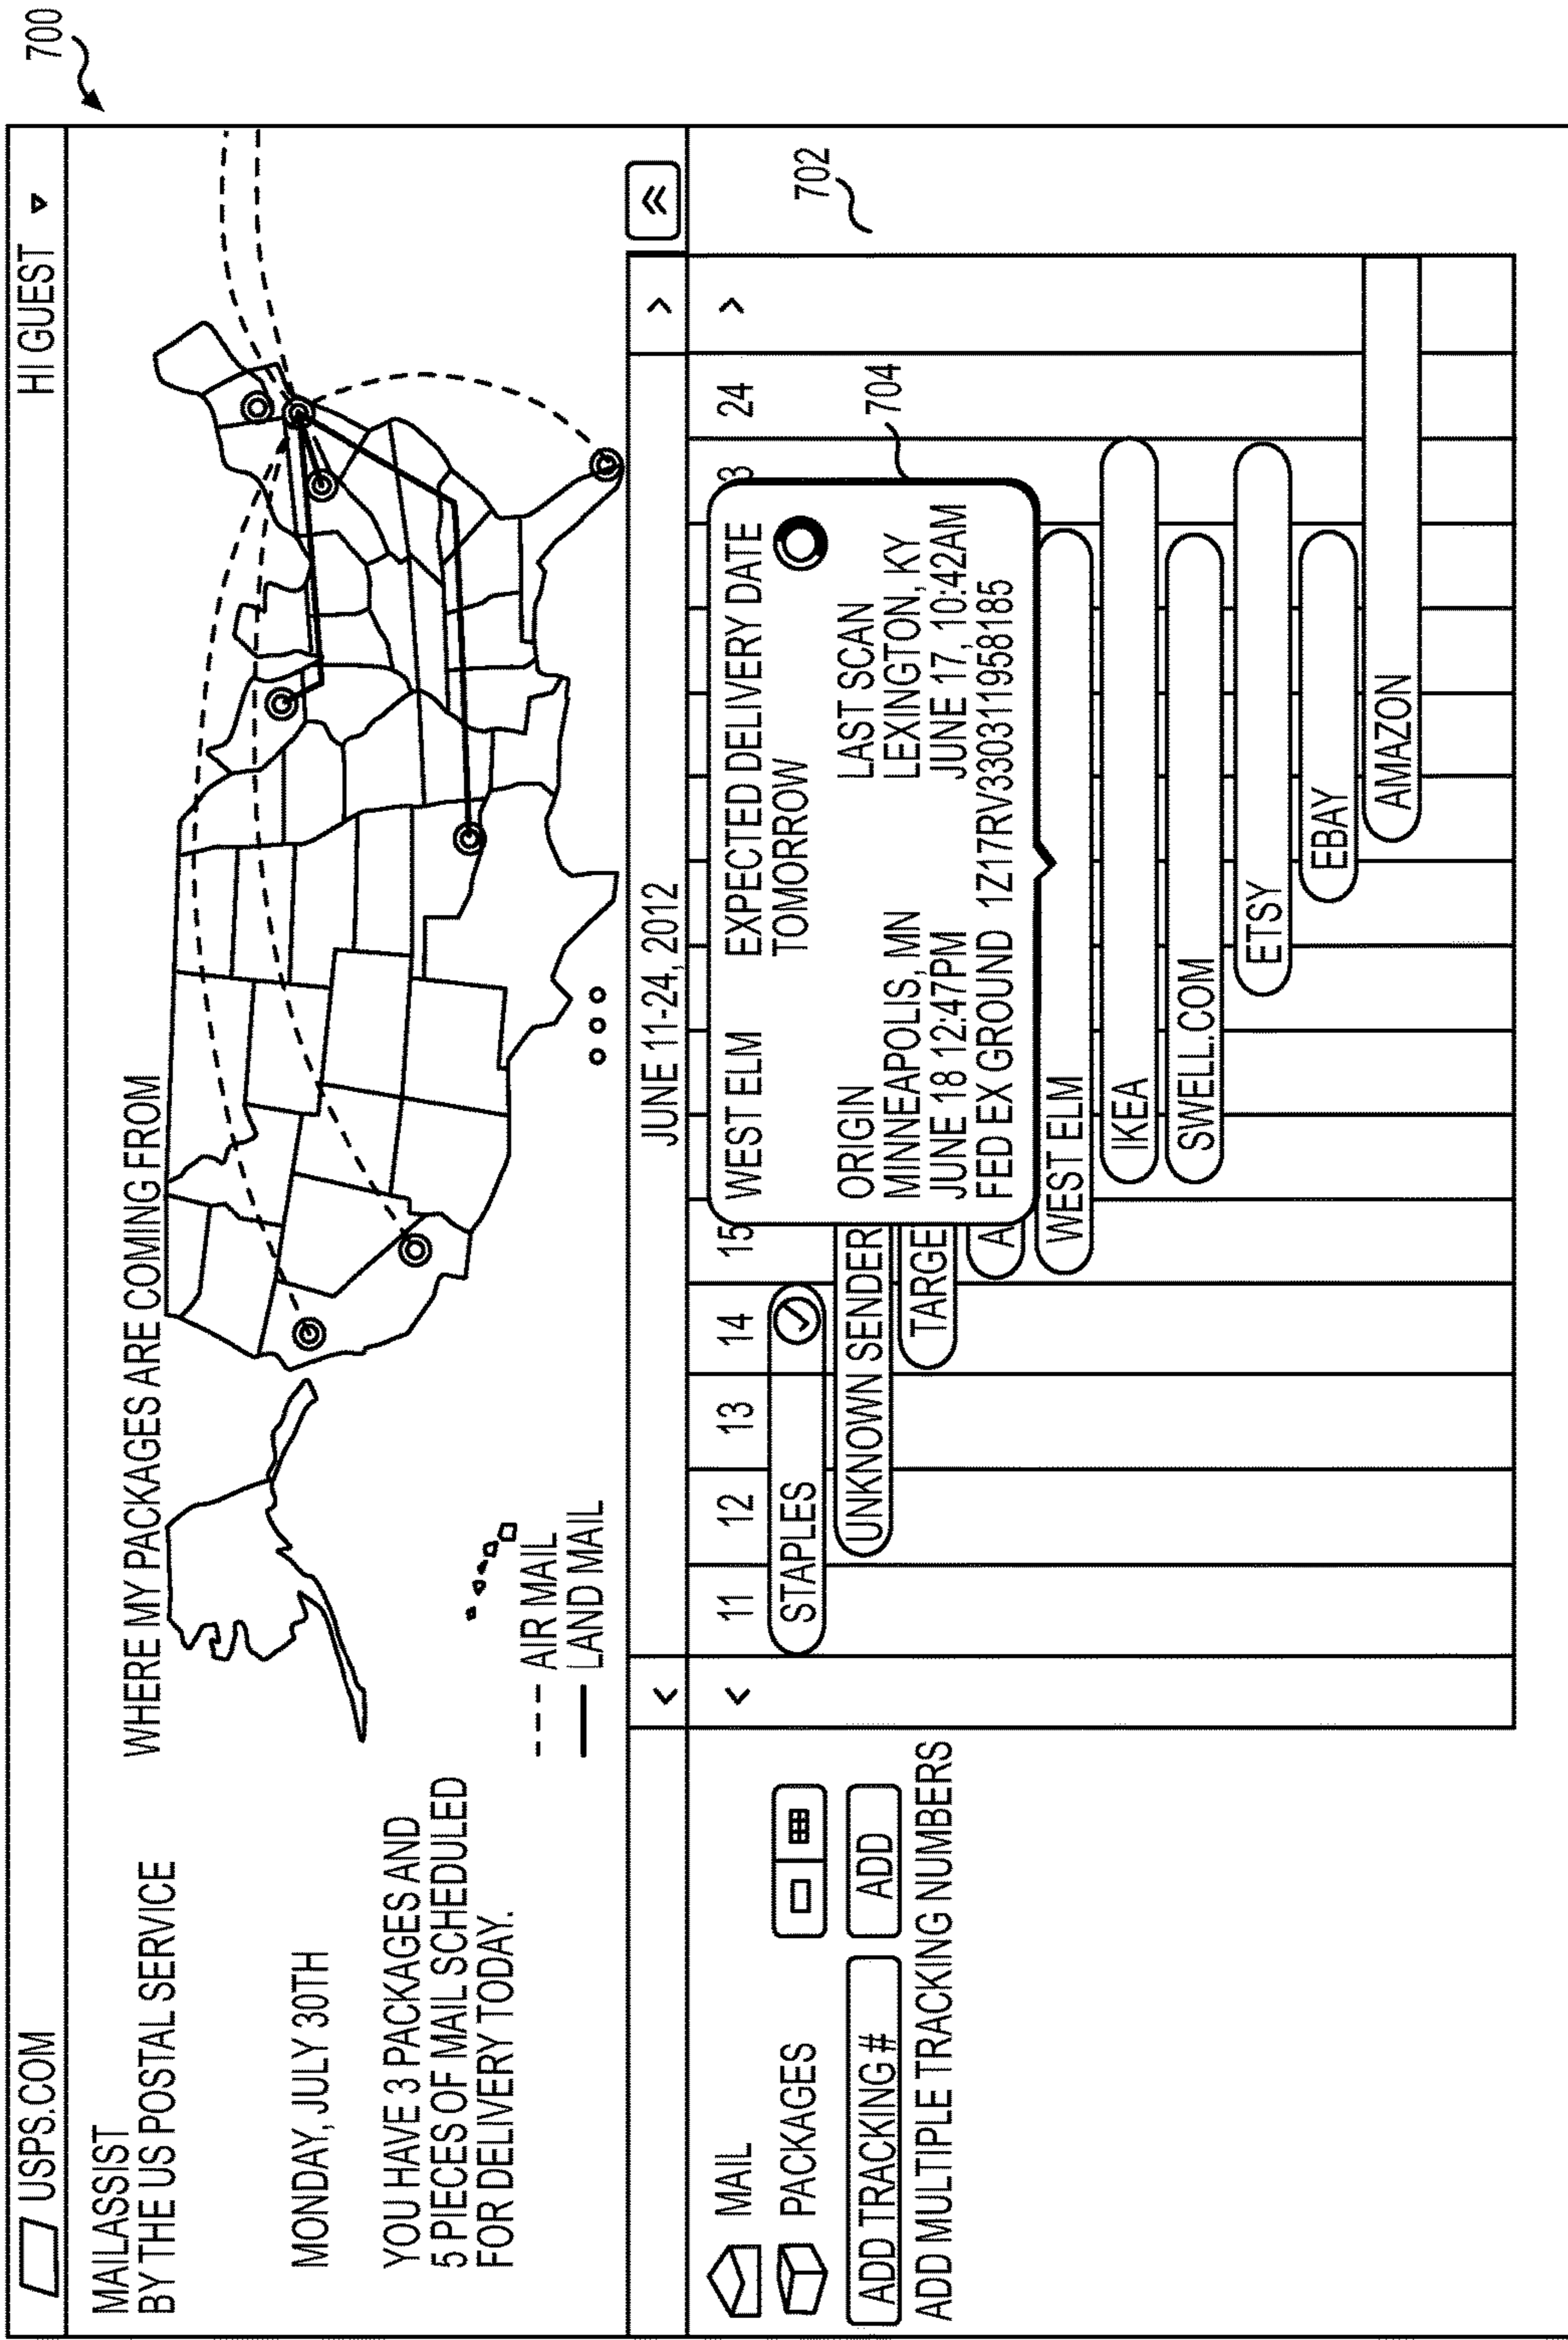 700
USPS.COM
HI GUEST
MAILASSIST
BY THE US POSTAL SERVICE
MONDAY, JULY 30TH
YOU HAVE 3 PACKAGES AND
5 PIECES OF MAIL SCHEDULED
FOR DELIVERY TODAY.
WHERE MY PACKAGES ARE COMING FROM
AIR MAIL
LAND MAIL
< JUNE 11-24, 2012 >
MAIL
PACKAGES
ADD TRACKING # ADD
ADD MULTIPLE TRACKING NUMBERS
702
< 11 12 13 14 15 3 24 >
704
WEST ELM EXPECTED DELIVERY DATE
TOMORROW
ORIGIN LAST SCAN
MINNEAPOLIS, MN LEXINGTON, KY
JUNE 18 12:47PM JUNE 17, 10:42AM
FED EX GROUND 1Z17RV330311958185
STAPLES
UNKNOWN SENDER
TARGE
A
WEST ELM
IKEA
SWELL.COM
ETSY
EBAY
AMAZON